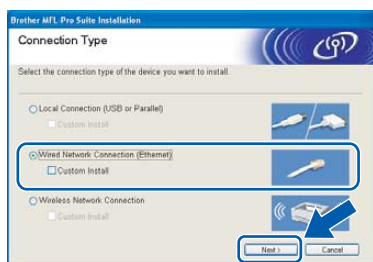 Brother MFL-Pro Suite Installation
Connection Type
Select the connection type of the device you want to install.
Local Connection (USB or Parallel)
Custom Install
Wired Network Connection (Ethernet)
Custom Install
Wireless Network Connection
Custom Install
Next >
Cancel